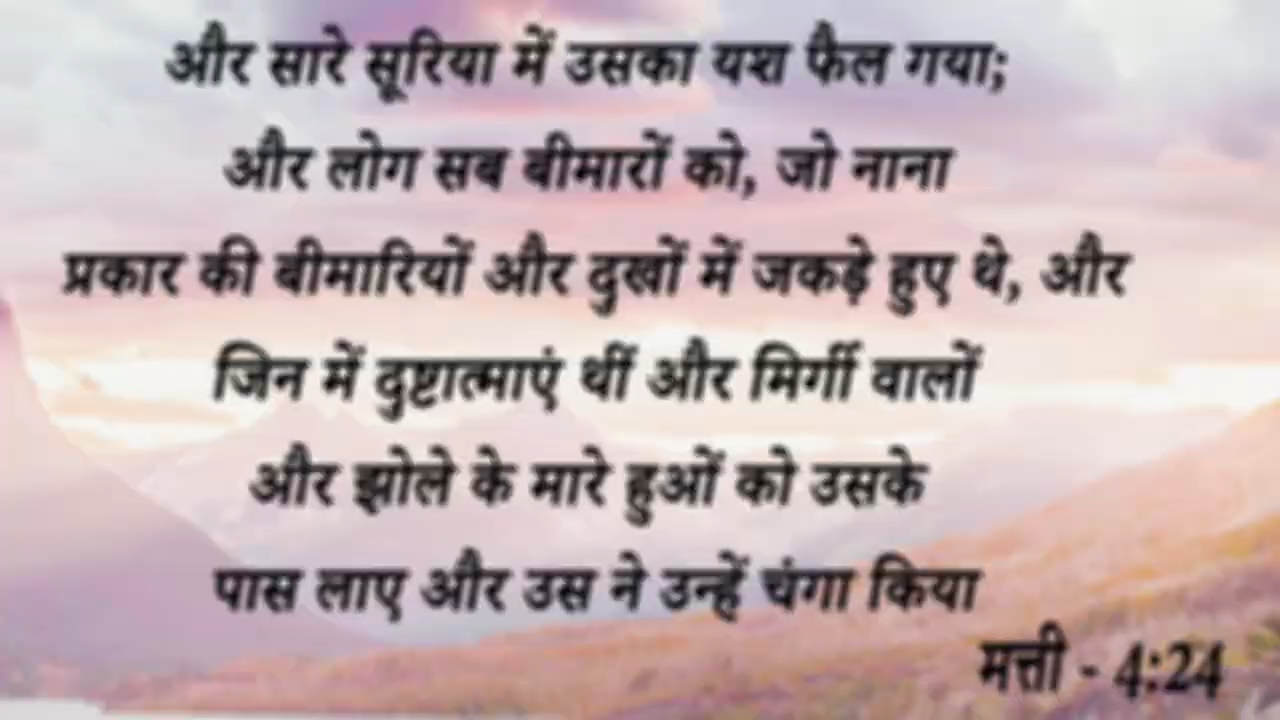 और सारे सूरिया में उसका यश फैल गया;
और लोग सब बीमारों को, जो नाना
प्रकार की बीमारियों और दुखों में जकड़े हुए थे, और
जिन में दुष्टात्माएं थीं और मिर्गी वालों
और झोले के मारे हुओं को उसके
पास लाए और उस ने उन्हें चंगा किया
मत्ती - 4:24